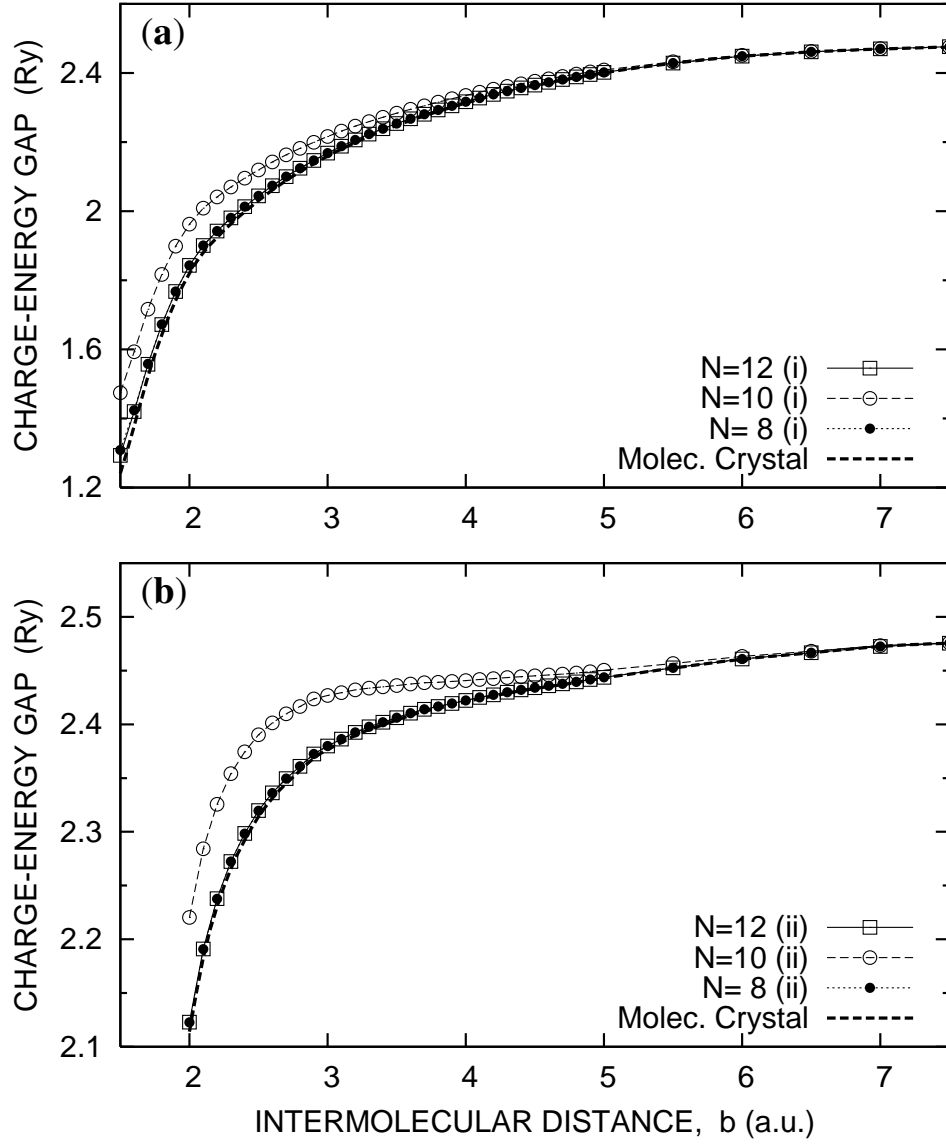 (a)
CHARGE-ENERGY GAP (Ry)
2.4
2
1.6
1.2
N=12 (i)
N=10 (i)
N= 8 (i)
Molec. Crystal
2 3 4 5 6 7
(b)
CHARGE-ENERGY GAP (Ry)
2.5
2.4
2.3
2.2
2.1
N=12 (ii)
N=10 (ii)
N= 8 (ii)
Molec. Crystal
2 3 4 5 6 7
INTERMOLECULAR DISTANCE, b (a.u.)